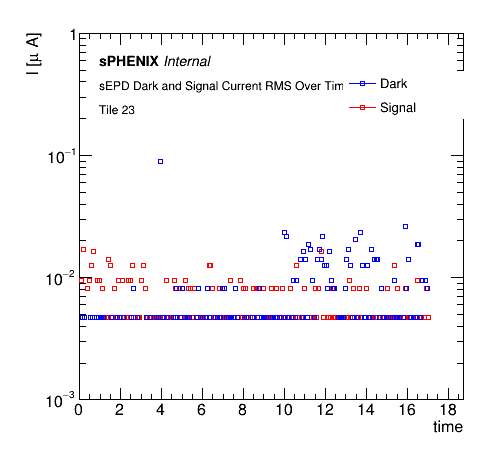 I [μ A]
sPHENIX Internal
sEPD Dark and Signal Current RMS Over Tim
Tile 23
Dark
Signal
1
10⁻¹
10⁻²
10⁻³
0 2 4 6 8 10 12 14 16 18
time